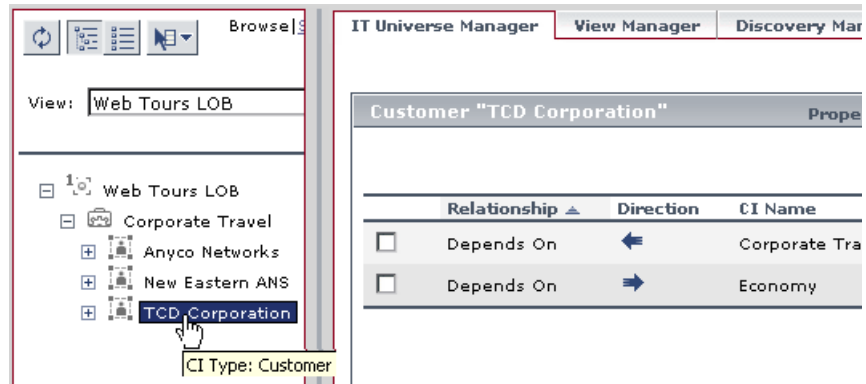 Browse|
View: Web Tours LOB
1 Web Tours LOB
Corporate Travel
Anyco Networks
New Eastern ANS
TCD Corporation
CI Type: Customer
IT Universe Manager
View Manager
Discovery Mar
Customer "TCD Corporation"
Prope
Relationship Direction CI Name
Depends On Corporate Tra
Depends On Economy